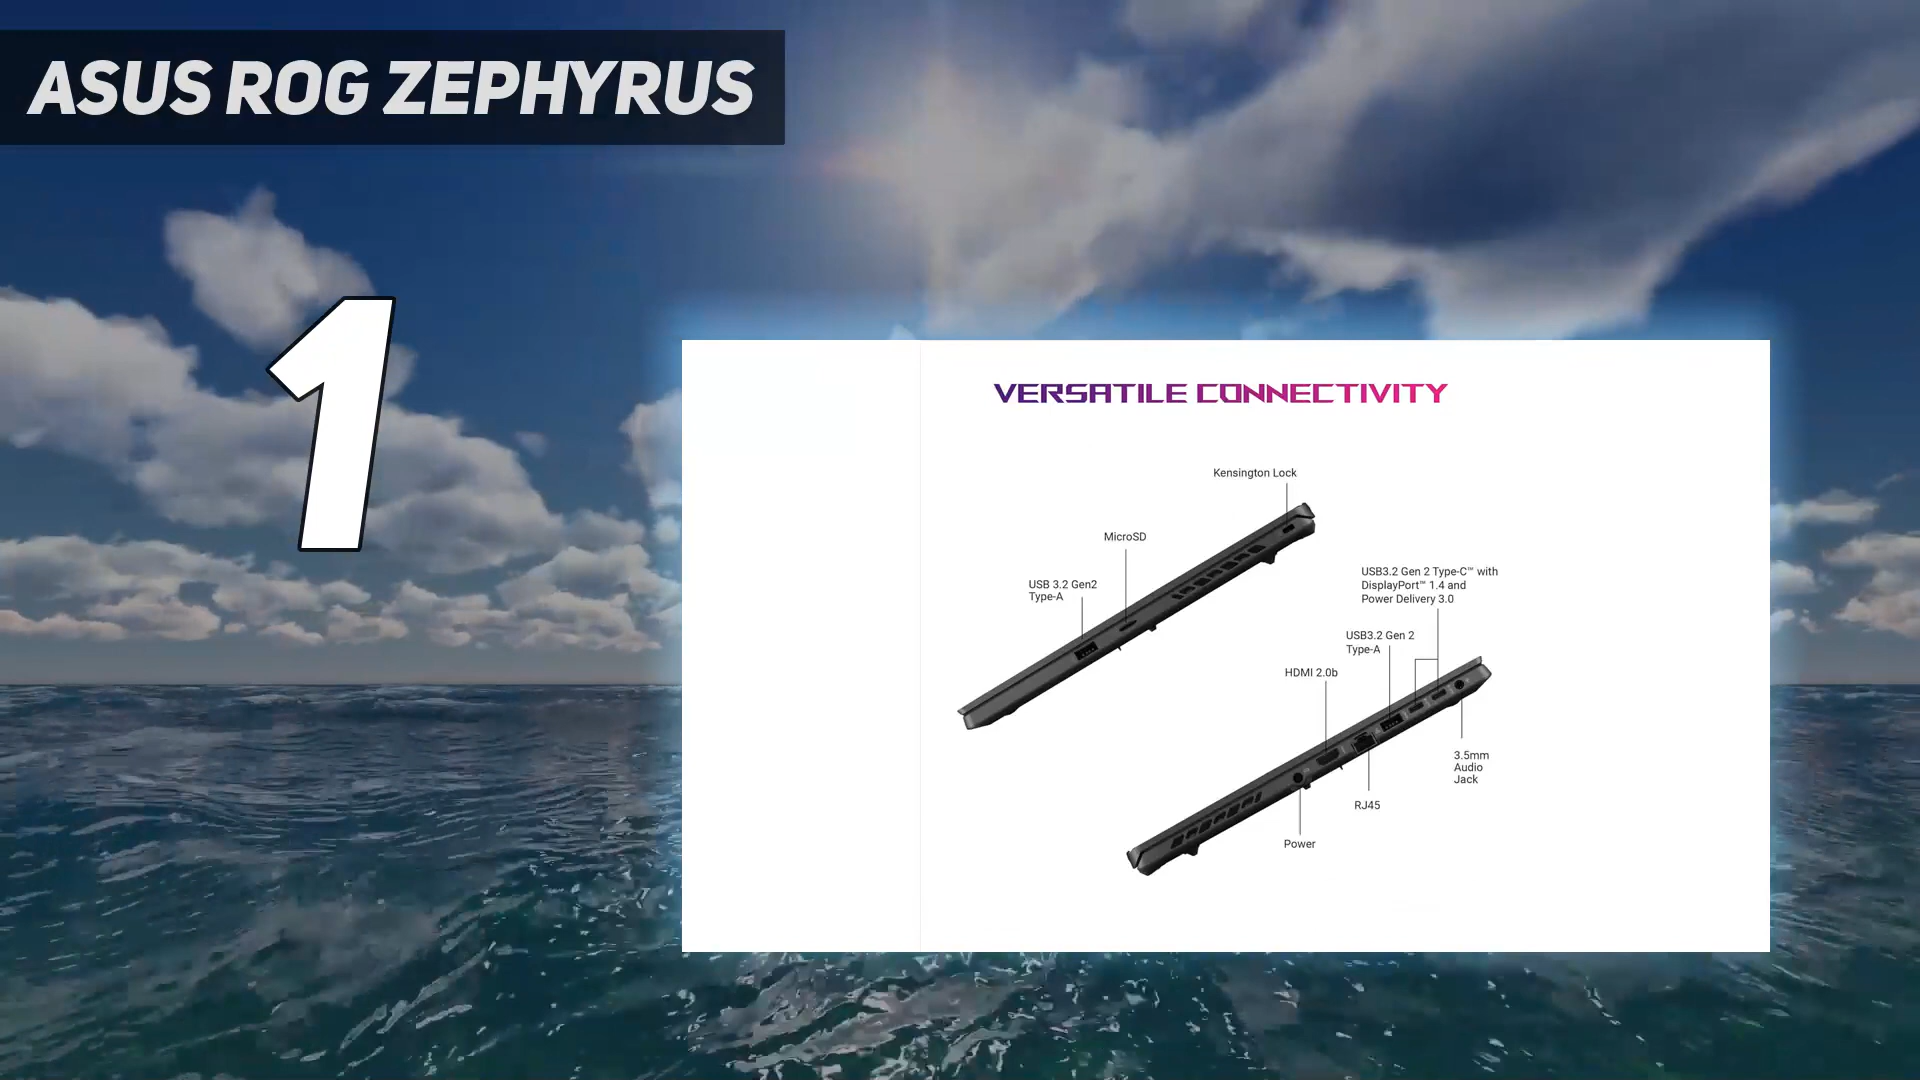 ASUS ROG ZEPHYRUS
1
VERSATILE CONNECTIVITY
Kensington Lock
MicroSD
USB 3.2 Gen2
Type-A
USB3.2 Gen 2 Type-C™ with
DisplayPort™ 1.4 and
Power Delivery 3.0
USB3.2 Gen 2
Type-A
HDMI 2.0b
3.5mm
Audio
Jack
RJ45
Power